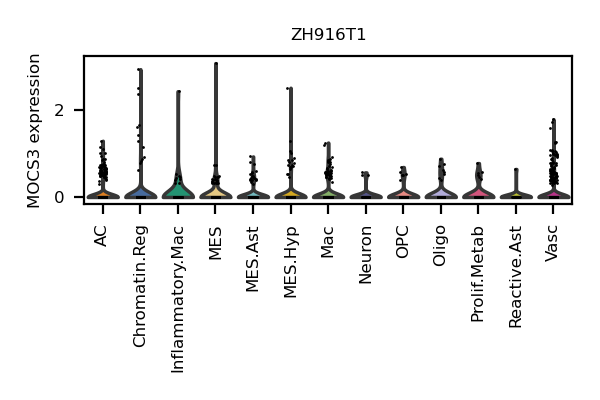 ZH916T1
MOCS3 expression
2
0
AC
Chromatin.Reg
Inflammatory.Mac
MES
MES.Ast
MES.Hyp
Mac
Neuron
OPC
Oligo
Prolif.Metab
Reactive.Ast
Vasc